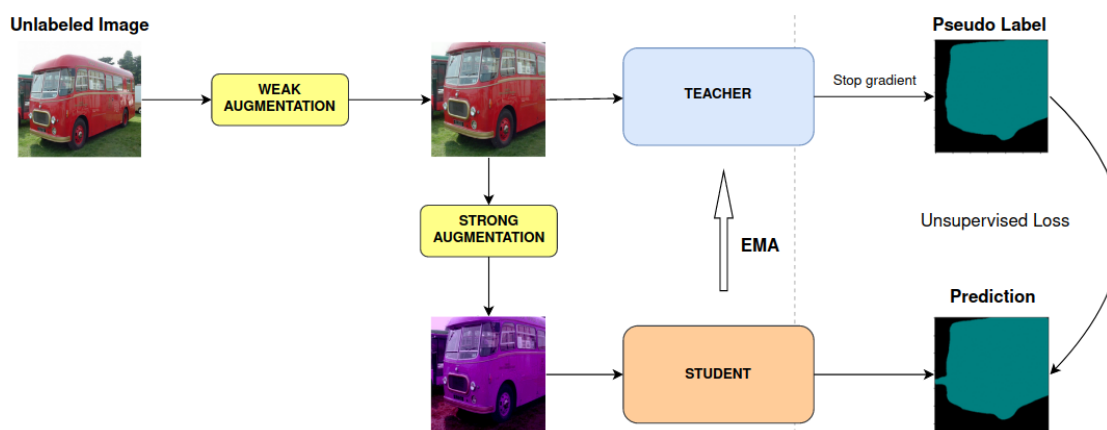 Unlabeled Image
Pseudo Label
WEAK
AUGMENTATION
TEACHER
Stop gradient
STRONG
AUGMENTATION
EMA
Unsupervised Loss
Prediction
STUDENT